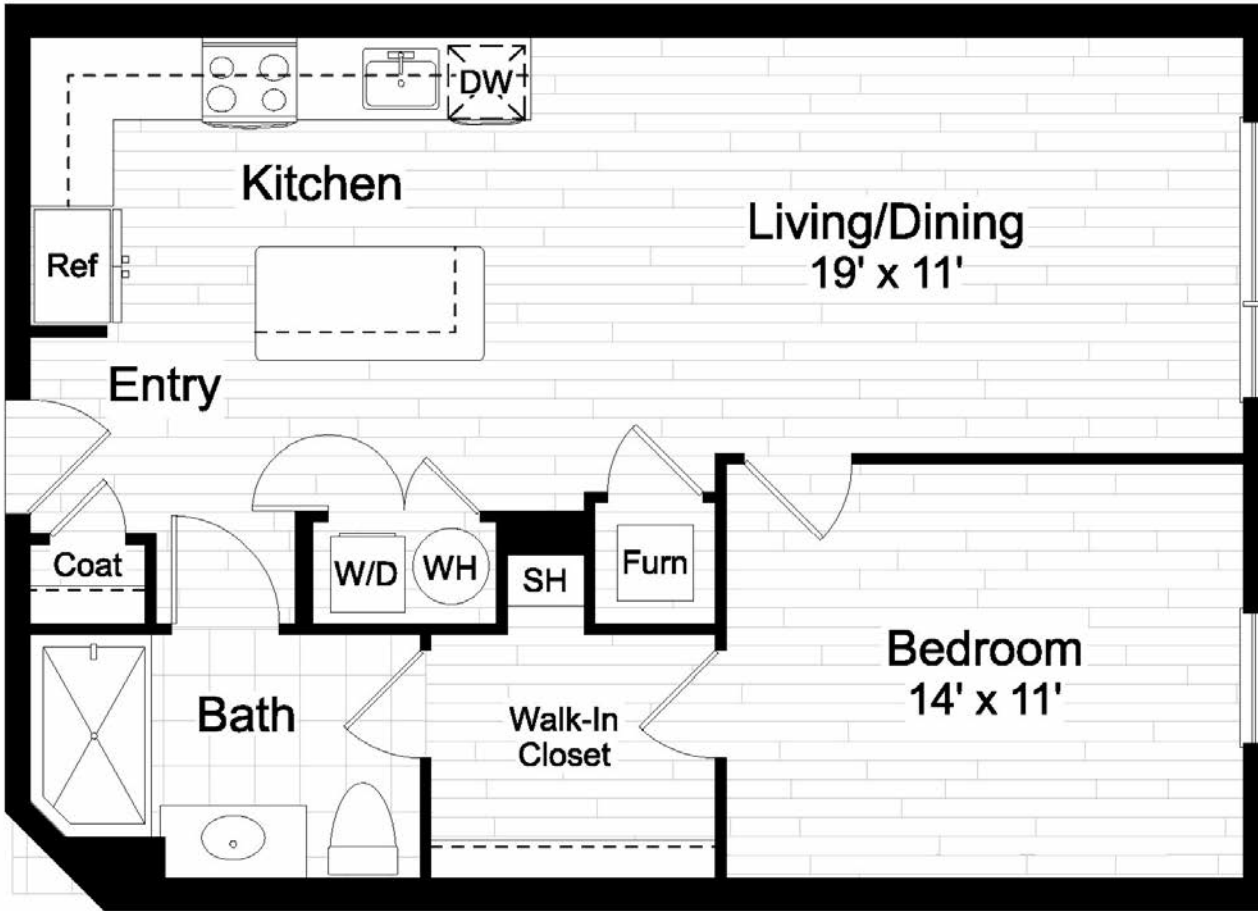 DW
Kitchen
Living/Dining
19' x 11'
Ref
Entry
Coat
W/D
WH
SH
Furn
Bedroom
14' x 11'
Bath
Walk-In
Closet